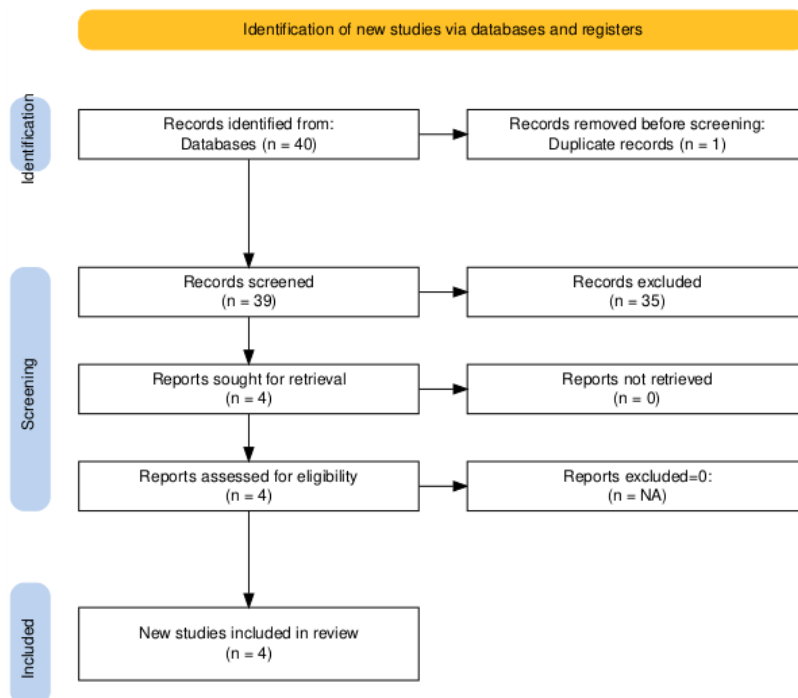 Identification of new studies via databases and registers
Identification
Records identified from:
Databases (n = 40)
Records removed before screening:
Duplicate records (n = 1)
Screening
Records screened
(n = 39)
Records excluded
(n = 35)
Reports sought for retrieval
(n = 4)
Reports not retrieved
(n = 0)
Reports assessed for eligibility
(n = 4)
Reports excluded=0:
(n = NA)
Included
New studies included in review
(n = 4)